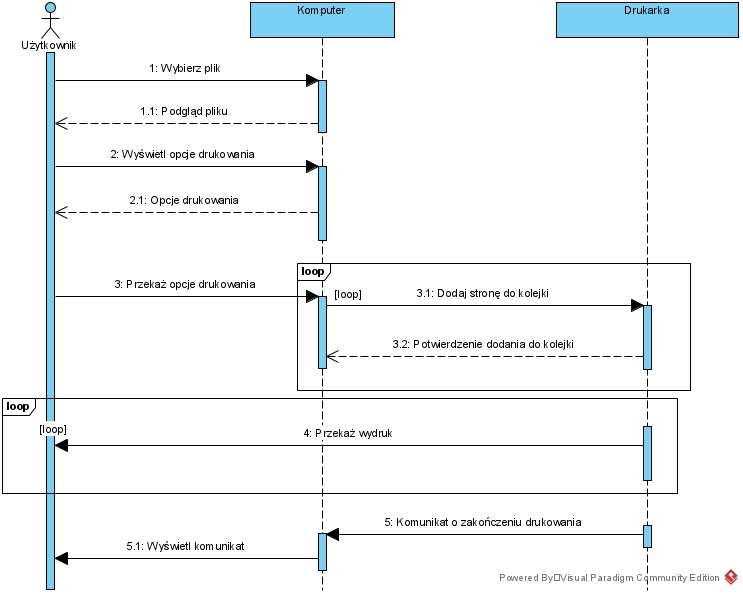 Komputer
Drukarka
Użytkownik
1: Wybierz plik
1.1: Podgląd pliku
2: Wyświetl opcje drukowania
2.1: Opcje drukowania
loop
3: Przekaż opcje drukowania
[loop]
3.1: Dodaj stronę do kolejki
3.2: Potwierdzenie dodania do kolejki
loop
[loop]
4: Przekaż wydruk
5: Komunikat o zakończeniu drukowania
5.1: Wyświetl komunikat
Powered By Visual Paradigm Community Edition